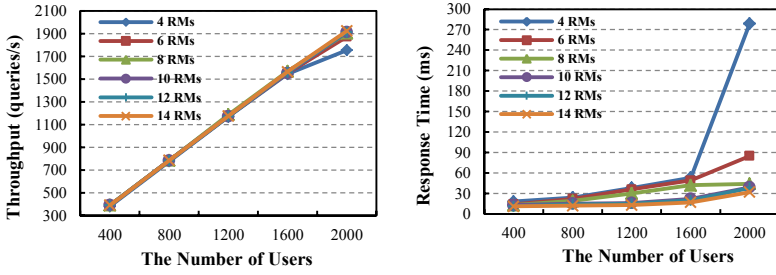 Throughput (queries/s)
2100
1900
1700
1500
1300
1100
900
700
500
300
4 RMs
6 RMs
8 RMs
10 RMs
12 RMs
14 RMs
400 800 1200 1600 2000
The Number of Users
Response Time (ms)
300
270
240
210
180
150
120
90
60
30
0
4 RMs
6 RMs
8 RMs
10 RMs
12 RMs
14 RMs
400 800 1200 1600 2000
The Number of Users